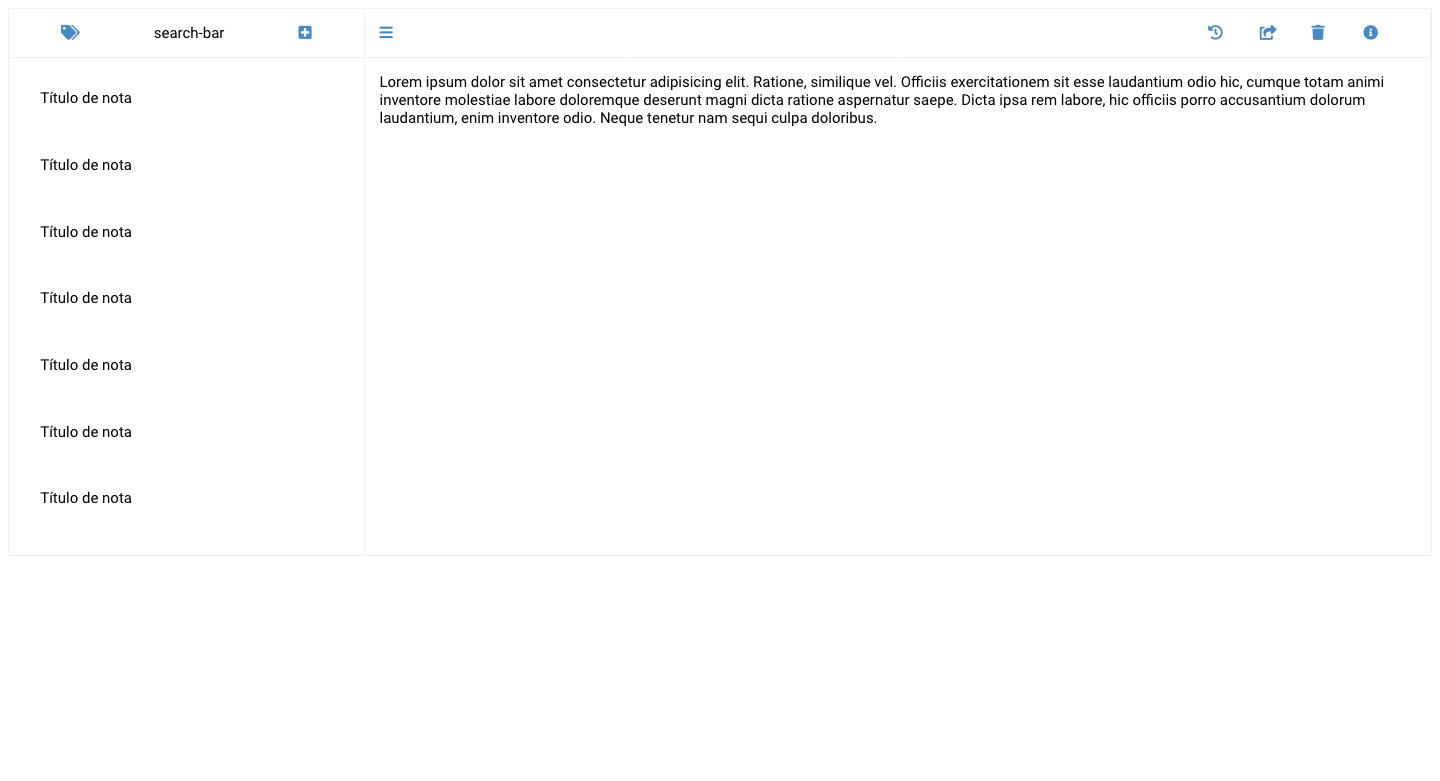 search-bar
Título de nota
Título de nota
Título de nota
Título de nota
Título de nota
Título de nota
Título de nota
Lorem ipsum dolor sit amet consectetur adipisicing elit. Ratione, similique vel. Officiis exercitationem sit esse laudantium odio hic, cumque totam animi
inventore molestiae labore doloremque deserunt magni dicta ratione aspernatur saepe. Dicta ipsa rem labore, hic officiis porro accusantium dolorum
laudantium, enim inventore odio. Neque tenetur nam sequi culpa doloribus.